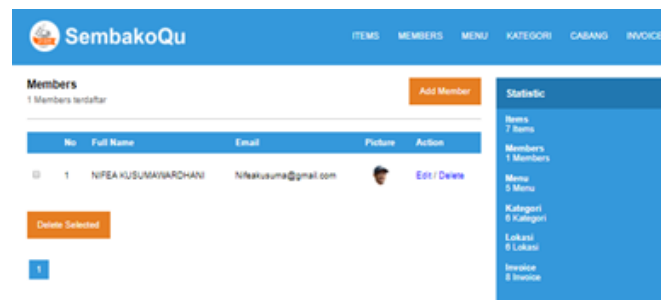 SembakoQu
ITEMS MEMBERS MENU KATEGORI CABANG INVOICE
Members
1 Members terdaftar
Add Member
No Full Name Email Picture Action
1 NIFEA KUSUMAWARDHANI Nifeakusuma@gmail.com Edit / Delete
Delete Selected
1
Statistic
Items
7 Items
Members
1 Members
Menu
5 Menu
Kategori
6 Kategori
Lokasi
6 Lokasi
Invoice
8 Invoice